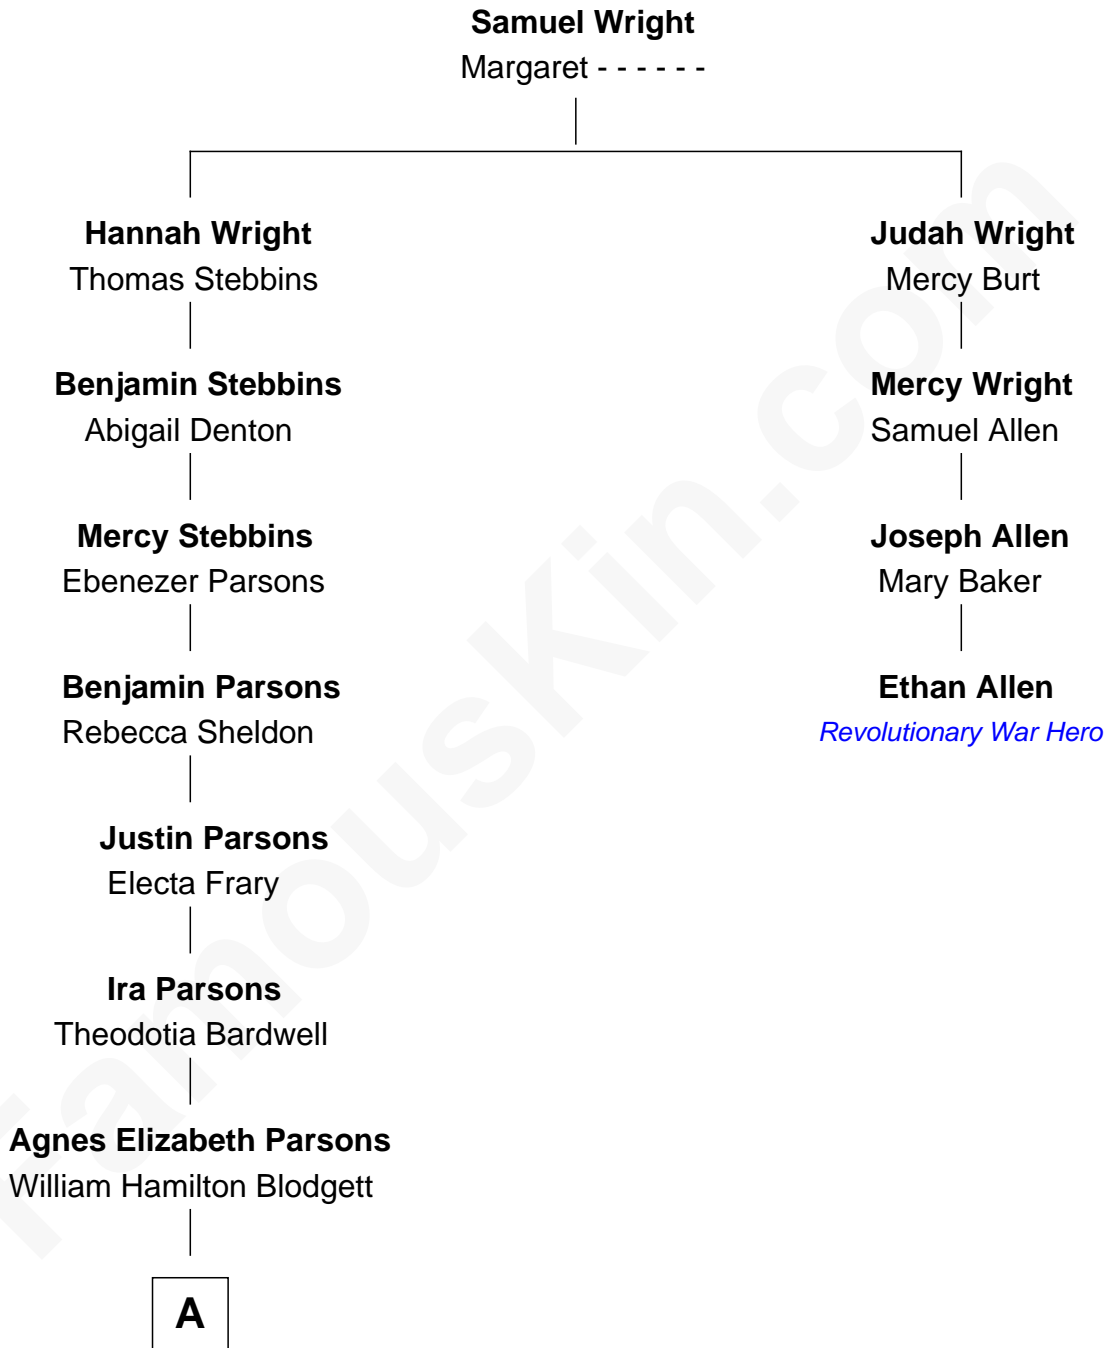 Samuel Wright
Margaret - - - - - -
Hannah Wright
Thomas Stebbins
Judah Wright
Mercy Burt
Benjamin Stebbins
Abigail Denton
Mercy Wright
Samuel Allen
Mercy Stebbins
Ebenezer Parsons
Joseph Allen
Mary Baker
Benjamin Parsons
Rebecca Sheldon
Ethan Allen
Revolutionary War Hero
Justin Parsons
Electa Frary
Ira Parsons
Theodotia Bardwell
Agnes Elizabeth Parsons
William Hamilton Blodgett
A
FamousKin.com